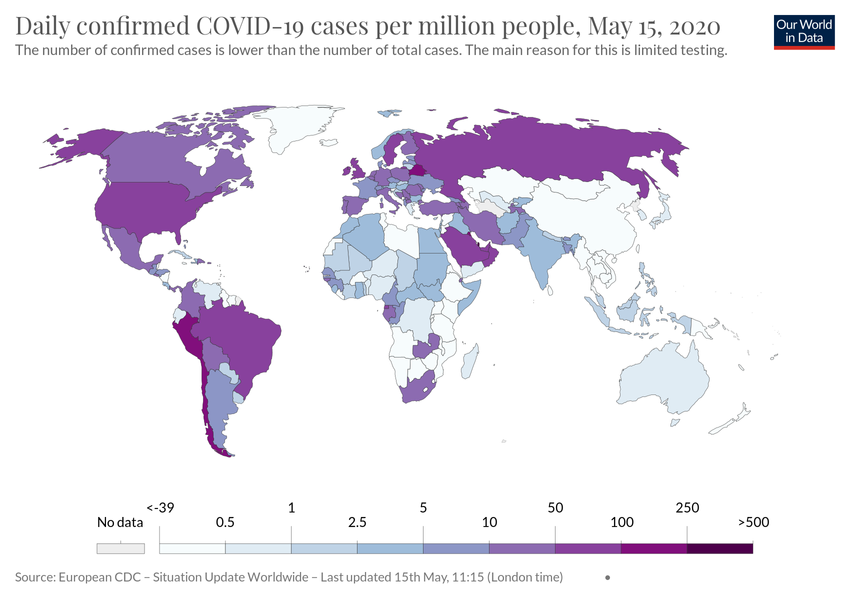 Daily confirmed COVID-19 cases per million people, May 15, 2020
The number of confirmed cases is lower than the number of total cases. The main reason for this is limited testing.
Our World
in Data
<-39 1 5 50 250
No data 0.5 2.5 10 100 >500
Source: European CDC – Situation Update Worldwide – Last updated 15th May, 11:15 (London time) •